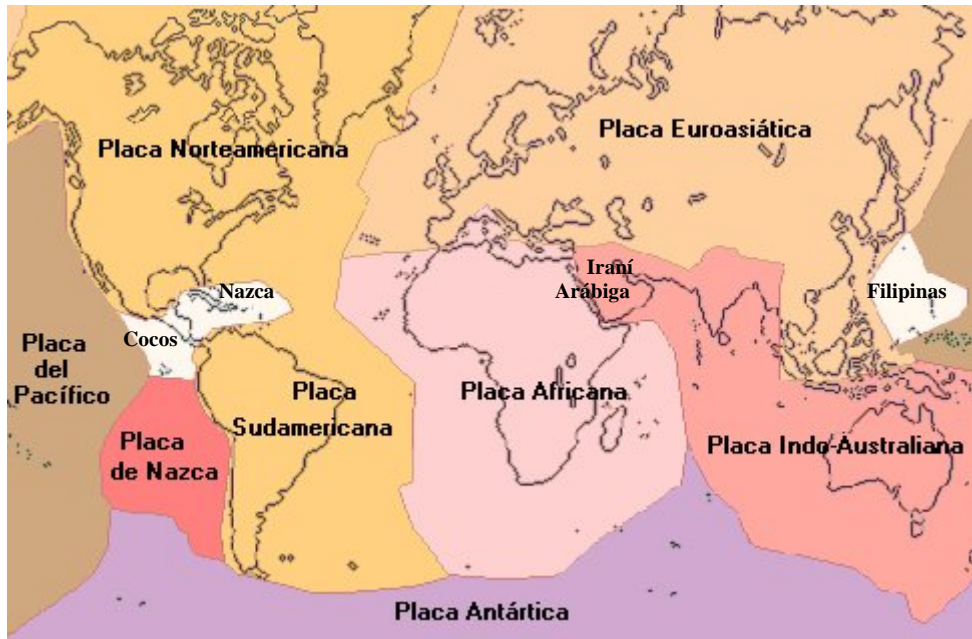 Placa Norteamericana
Placa Euroasiática
Nazca
Iraní
Arábiga
Filipinas
Cocos
Placa
del
Pacífico
Placa
de Nazca
Placa
Sudamericana
Placa Africana
Placa Indo-Australiana
Placa Antártica